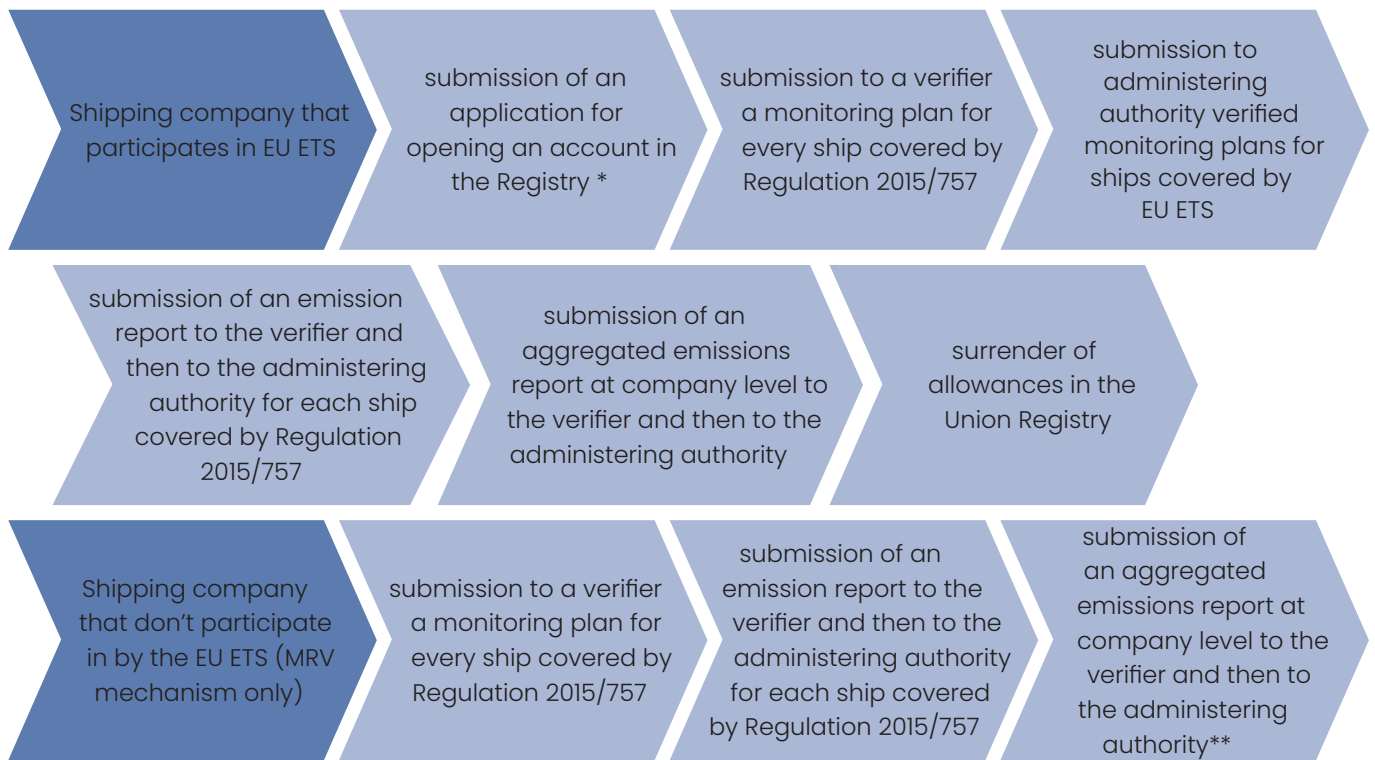 Shipping company that
participates in EU ETS
submission of an
application for
opening an account in
the Registry *
submission to a verifier
a monitoring plan for
every ship covered by
Regulation 2015/757
submission to
administering
authority verified
monitoring plans for
ships covered by
EU ETS
submission of an emission
report to the verifier and
then to the administering
authority for each ship
covered by Regulation
2015/757
submission of an
aggregated emissions
report at company level to
the verifier and then to the
administering authority
surrender of
allowances in the
Union Registry
Shipping company
that don’t participate
in by the EU ETS (MRV
mechanism only)
submission to a verifier
a monitoring plan for
every ship covered by
Regulation 2015/757
submission of an
emission report to the
verifier and then to the
administering authority
for each ship covered
by Regulation 2015/757
submission of
an aggregated
emissions report at
company level to the
verifier and then to
the administering
authority**